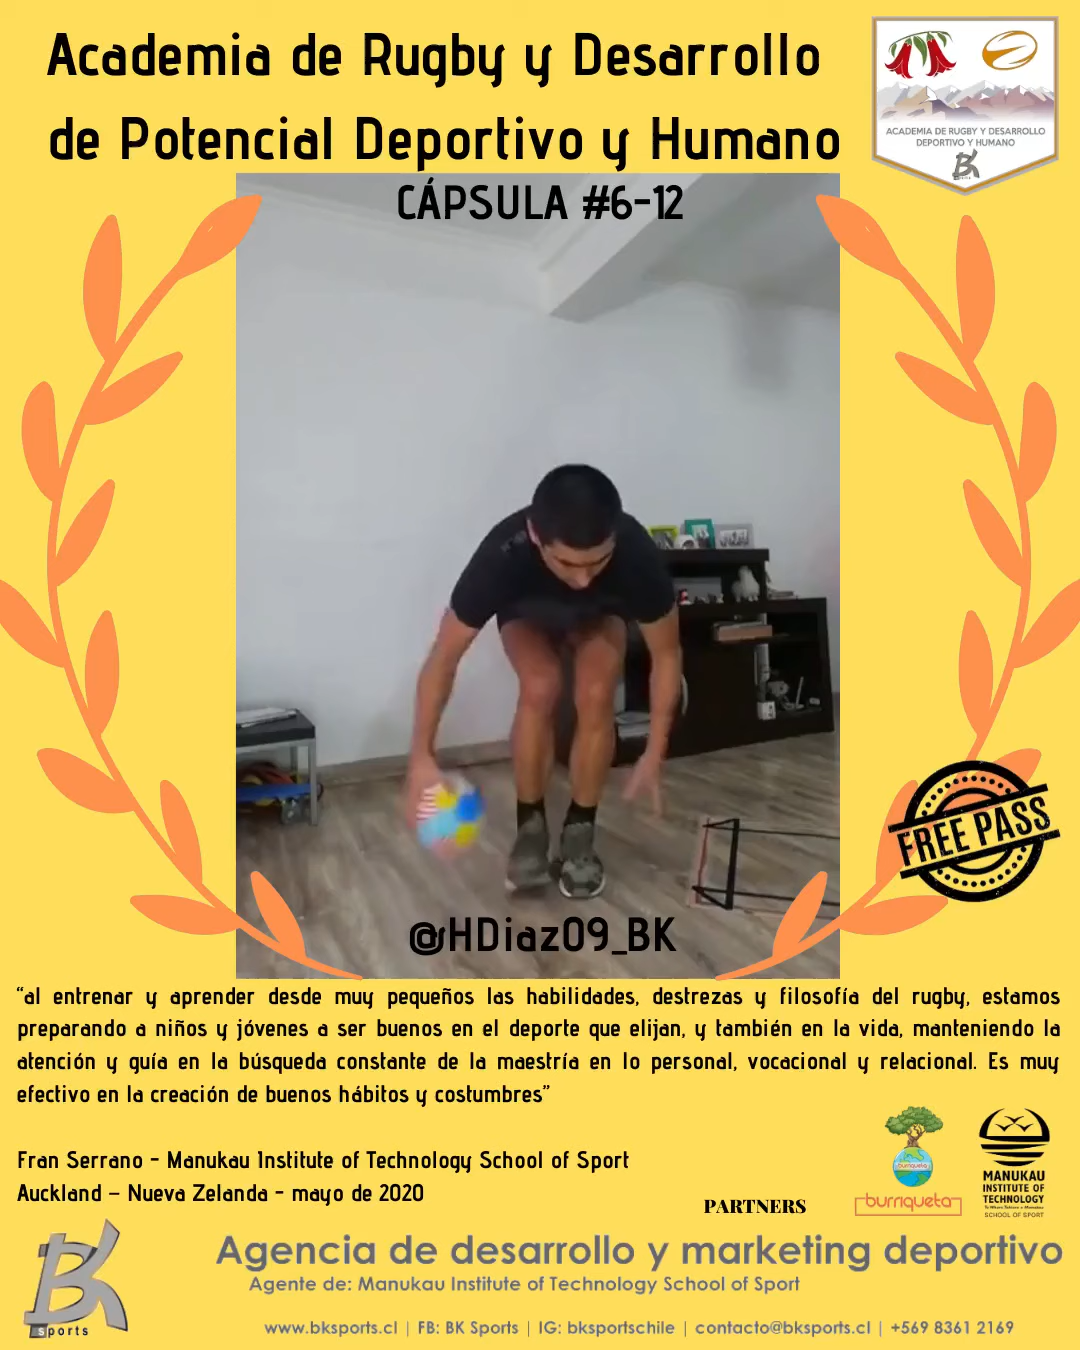 Academia de Rugby y Desarrollo
de Potencial Deportivo y Humano
ACADEMIA DE RUGBY Y DESARROLLO
DEPORTIVO Y HUMANO
BK
CÁPSULA #6-12
FREE PASS
@HDiaz09_BK
“al entrenar y aprender desde muy pequeños las habilidades, destrezas y filosofía del rugby, estamos
preparando a niños y jóvenes a ser buenos en el deporte que elijan, y también en la vida, manteniendo la
atención y guía en la búsqueda constante de la maestría en lo personal, vocacional y relacional. Es muy
efectivo en la creación de buenos hábitos y costumbres”
Fran Serrano - Manukau Institute of Technology School of Sport
Auckland – Nueva Zelanda - mayo de 2020
PARTNERS
burriqueta
burriqueta
MANUKAU
INSTITUTE OF
TECHNOLOGY
SCHOOL OF SPORT
BK
sports
Agencia de desarrollo y marketing deportivo
Agente de: Manukau Institute of Technology School of Sport
www.bksports.cl | FB: BK Sports | IG: bksportschile | contacto@bksports.cl | +569 8361 2169